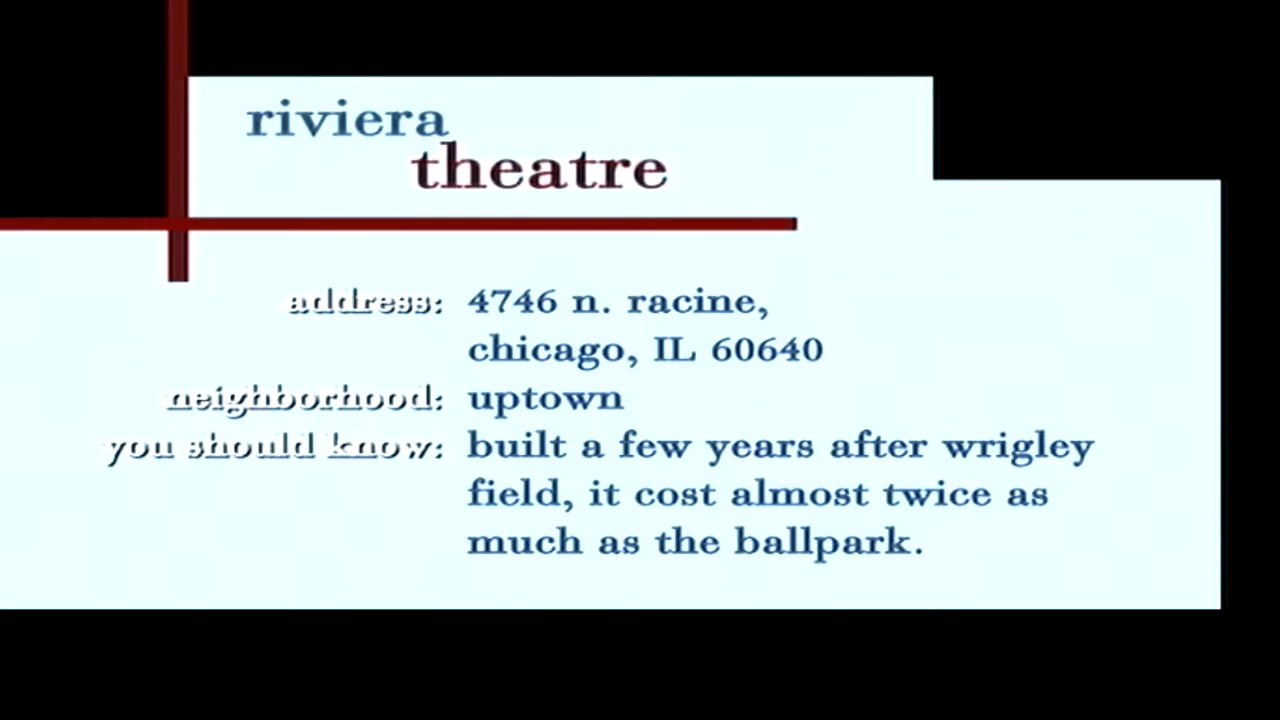 riviera
theatre
address: 4746 n. racine,
chicago, IL 60640
neighborhood: uptown
you should know: built a few years after wrigley
field, it cost almost twice as
much as the ballpark.